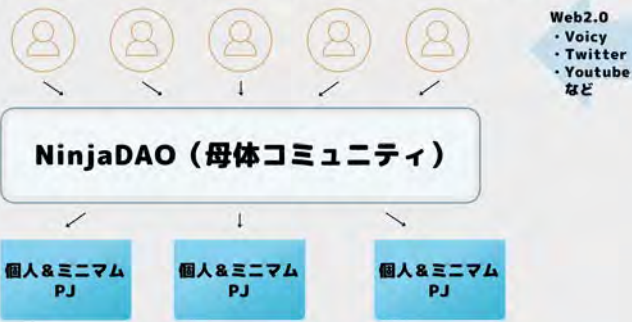 Web2.0
・Voicy
・Twitter
・Youtube
など
NinjaDAO（母体コミュニティ）
個人＆ミニマム
PJ
個人＆ミニマム
PJ
個人＆ミニマム
PJ